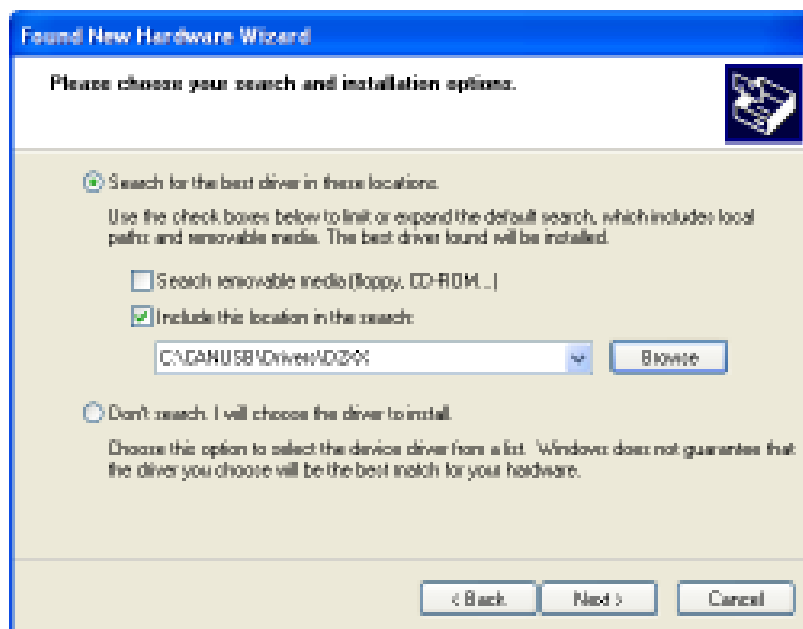 Found New Hardware Wizard
Please choose your search and installation options.
Search for the best driver in these locations.
Use the check boxes below to limit or expand the default search, which includes local
paths and removable media. The best driver found will be installed.
Search removable media (floppy, CD-ROM...)
Include this location in the search:
C:\CANUSB\Drivers\D2XX
Browse
Don't search. I will choose the driver to install.
Choose this option to select the device driver from a list. Windows does not guarantee that
the driver you choose will be the best match for your hardware.
< Back
Next >
Cancel